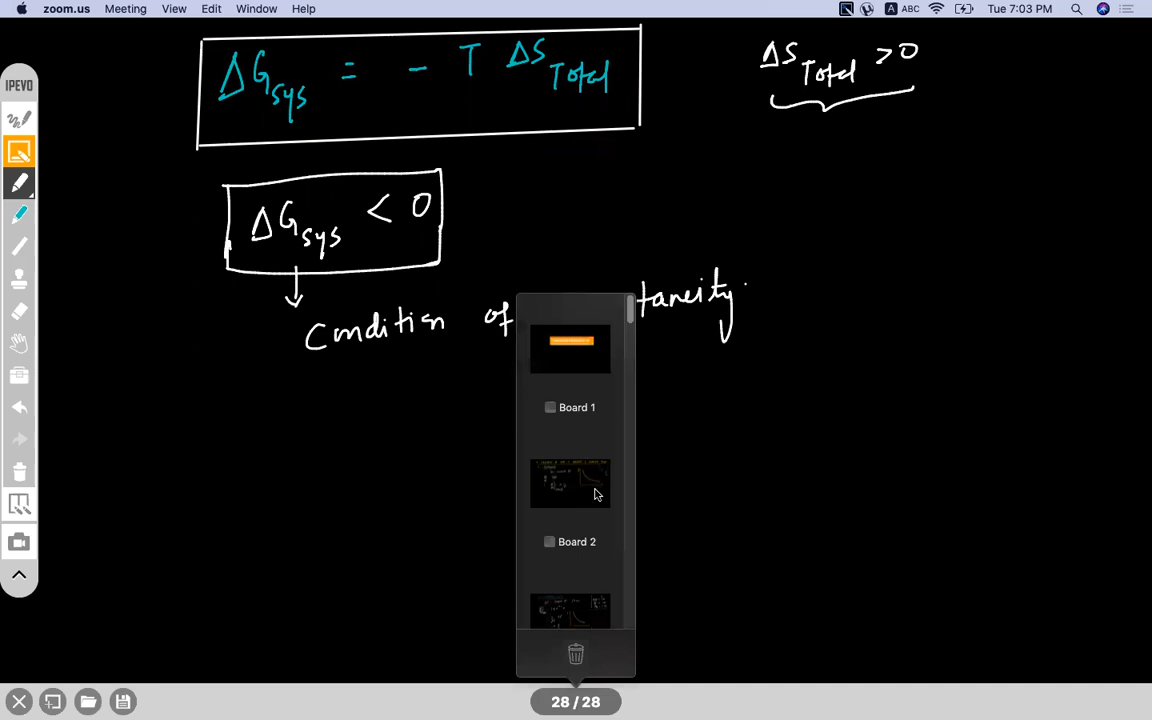 zoom.us Meeting View Edit Window Help A ABC Tue 7:03 PM
IPEVO
ΔG_sys = - T ΔS_Total
ΔS_Total >0
ΔG_sys < 0
Condition of taneity
Board 1
Board 2
28 / 28